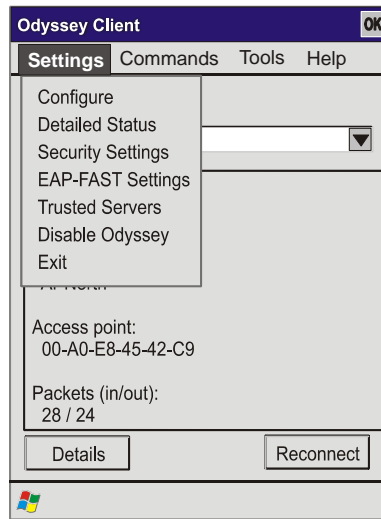 Odyssey Client OK
Settings Commands Tools Help
Configure
Detailed Status
Security Settings
EAP-FAST Settings
Trusted Servers
Disable Odyssey
Exit
Access point:
00-A0-E8-45-42-C9
Packets (in/out):
28 / 24
Details Reconnect